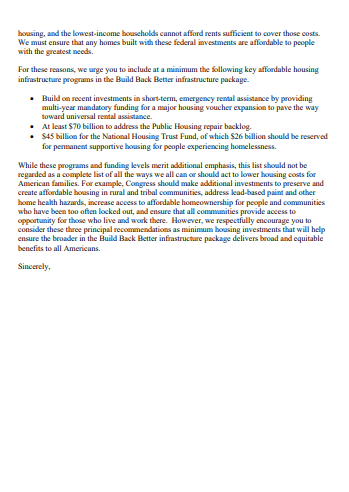 housing, and the lowest-income households cannot afford rents sufficient to cover those costs.
We must ensure that any homes built with these federal investments are affordable to people
with the greatest needs.
For these reasons, we urge you to include at a minimum the following key affordable housing
infrastructure programs in the Build Back Better infrastructure package.
• Build on recent investments in short-term, emergency rental assistance by providing
multi-year mandatory funding for a major housing voucher expansion to pave the way
toward universal rental assistance.
• At least $70 billion to address the Public Housing repair backlog.
• $45 billion for the National Housing Trust Fund, of which $26 billion should be reserved
for permanent supportive housing for people experiencing homelessness.
While these programs and funding levels merit additional emphasis, this list should not be
regarded as a complete list of all the ways we all can or should act to lower housing costs for
American families. For example, Congress should make additional investments to preserve and
create affordable housing in rural and tribal communities, address lead-based paint and other
home health hazards, increase access to affordable homeownership for people and communities
who have been too often locked out, and ensure that all communities provide access to
opportunity for those who live and work there. However, we respectfully encourage you to
consider these three principal recommendations as minimum housing investments that will help
ensure the broader in the Build Back Better infrastructure package delivers broad and equitable
benefits to all Americans.
Sincerely,